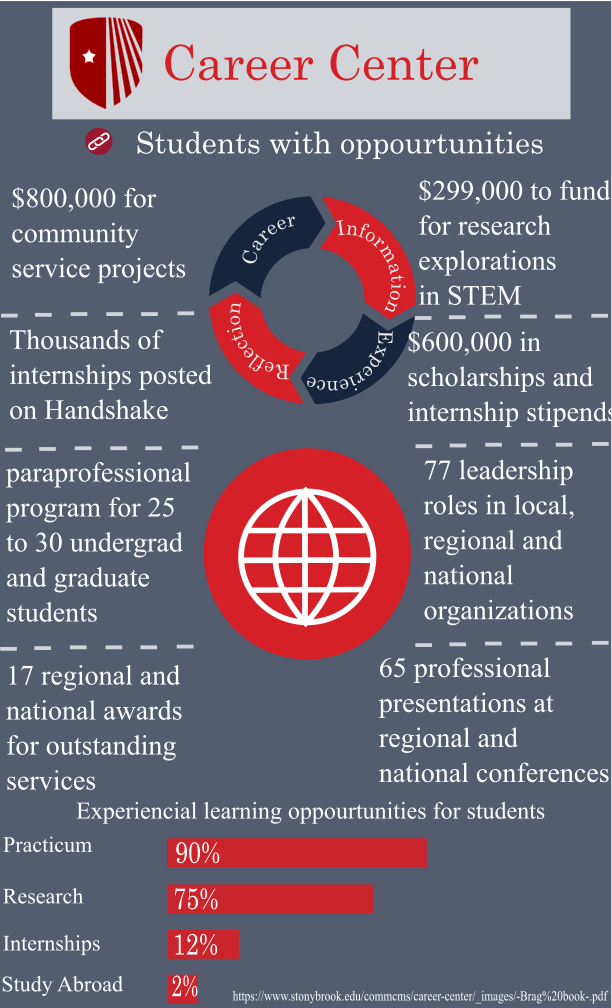 Career Center
Students with oppourtunities
$800,000 for
community
service projects
Career
Information
Experience
Reflection
$299,000 to fund
for research
explorations
in STEM
Thousands of
internships posted
on Handshake
$600,000 in
scholarships and
internship stipends
paraprofessional
program for 25
to 30 undergrad
and graduate
students
77 leadership
roles in local,
regional and
national
organizations
17 regional and
national awards
for outstanding
services
65 professional
presentations at
regional and
national conferences
Experiencial learning oppourtunities for students
Practicum 90%
Research 75%
Internships 12%
Study Abroad 2%
https://www.stonybrook.edu/commcms/career-center/_images/-Brag%20book-.pdf